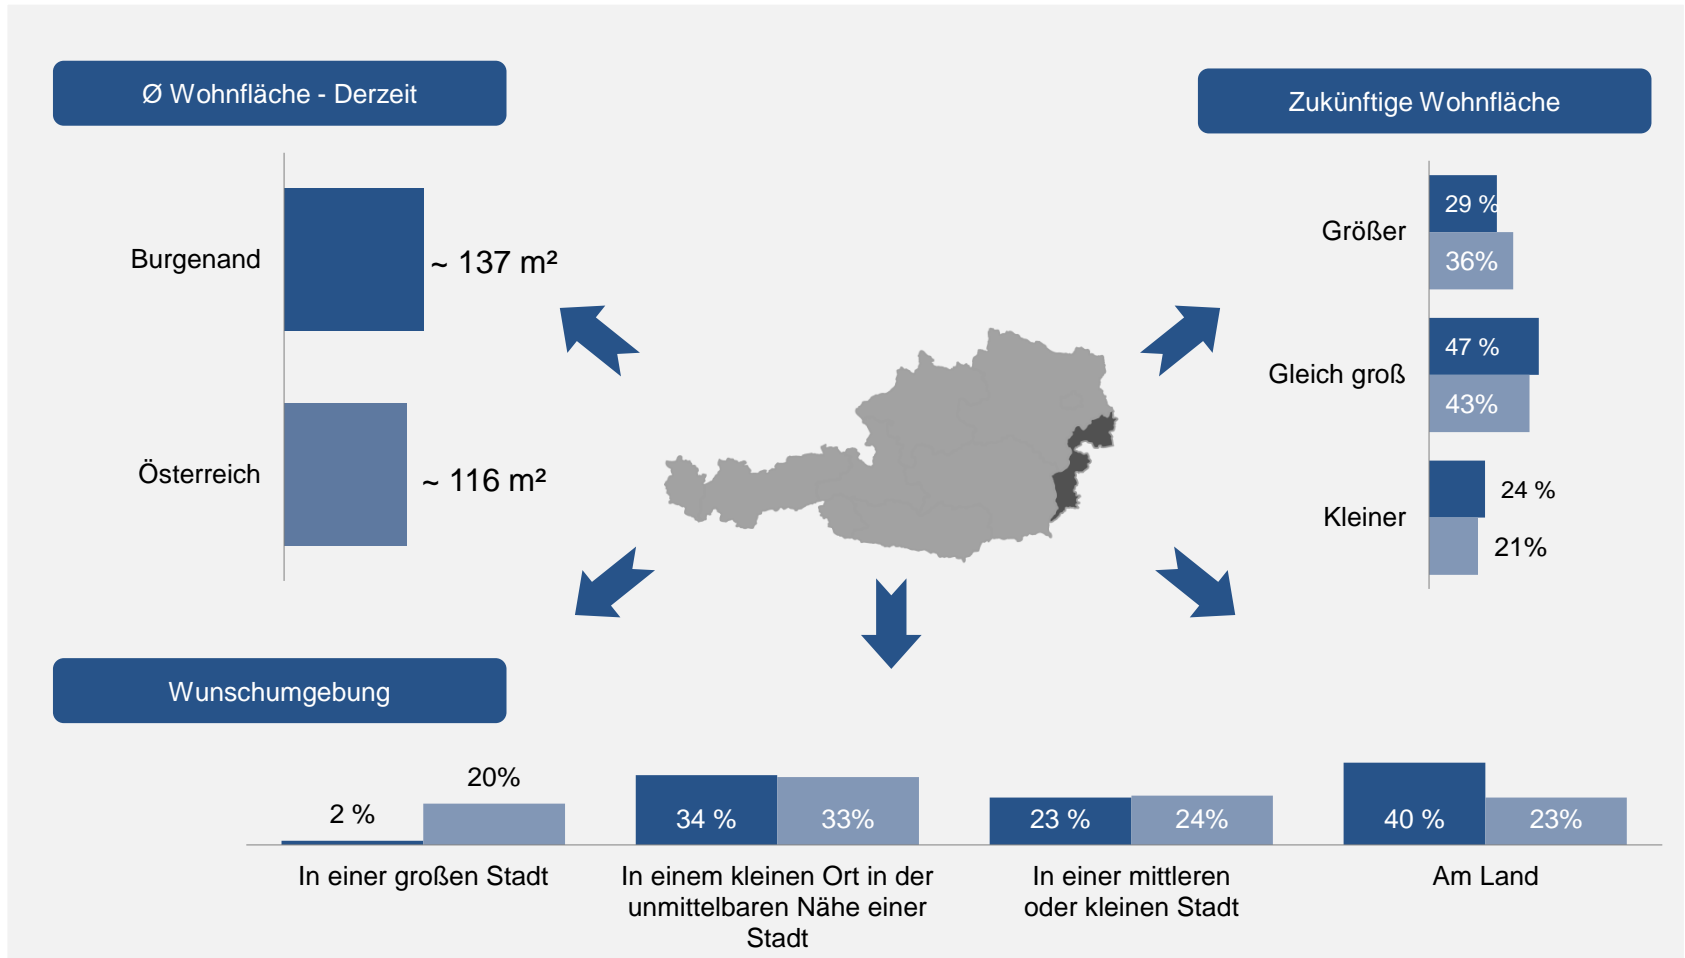 Ø Wohnfläche - Derzeit
Burgenand
~ 137 m²
Österreich
~ 116 m²
Zukünftige Wohnfläche
Größer
29 %
36%
Gleich groß
47 %
43%
Kleiner
24 %
21%
Wunschumgebung
2 %
20%
34 %
33%
23 %
24%
40 %
23%
In einer großen Stadt
In einem kleinen Ort in der
unmittelbaren Nähe einer
Stadt
In einer mittleren
oder kleinen Stadt
Am Land